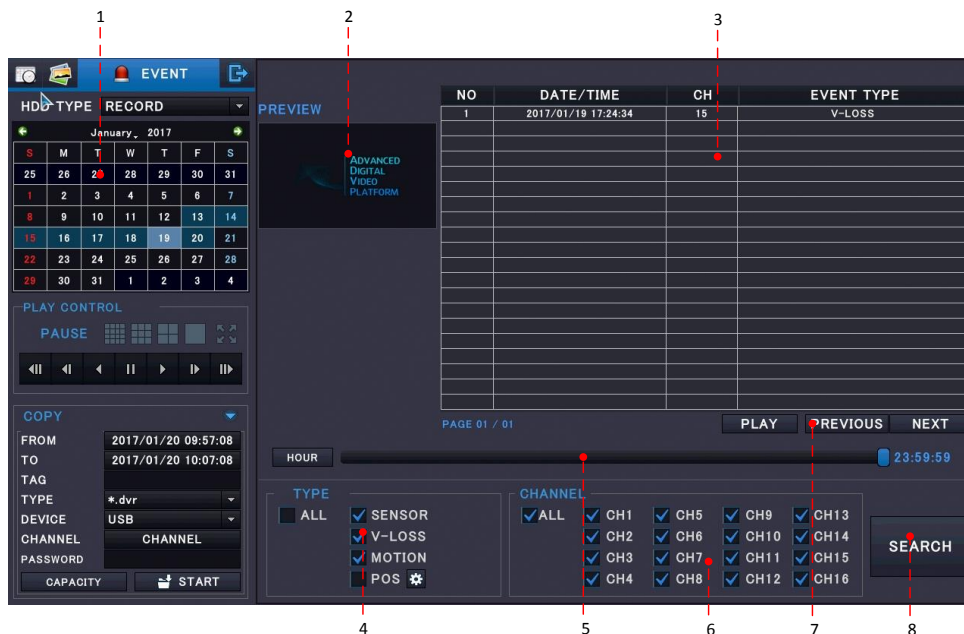 1 2 3
EVENT
HDD TYPE RECORD
January 2017
S M T W T F S
25 26 28 29 30 31
1 2 3 4 5 6 7
8 9 10 11 12 13 14
15 16 17 18 19 20 21
22 23 24 25 26 27 28
29 30 31 1 2 3 4
PLAY CONTROL
PAUSE
COPY
FROM 2017/01/20 09:57:08
TO 2017/01/20 10:07:08
TAG
TYPE *.dvr
DEVICE USB
CHANNEL CHANNEL
PASSWORD
CAPACITY START
PREVIEW
ADVANCED
DIGITAL
VIDEO
PLATFORM
NO DATE/TIME CH EVENT TYPE
1 2017/01/19 17:24:34 15 V-LOSS
PAGE 01 / 01 PLAY PREVIOUS NEXT
HOUR 23:59:59
TYPE
ALL SENSOR
V-LOSS
MOTION
POS
CHANNEL
ALL CH1 CH5 CH9 CH13
CH2 CH6 CH10 CH14
CH3 CH7 CH11 CH15
CH4 CH8 CH12 CH16
SEARCH
4 5 6 7 8